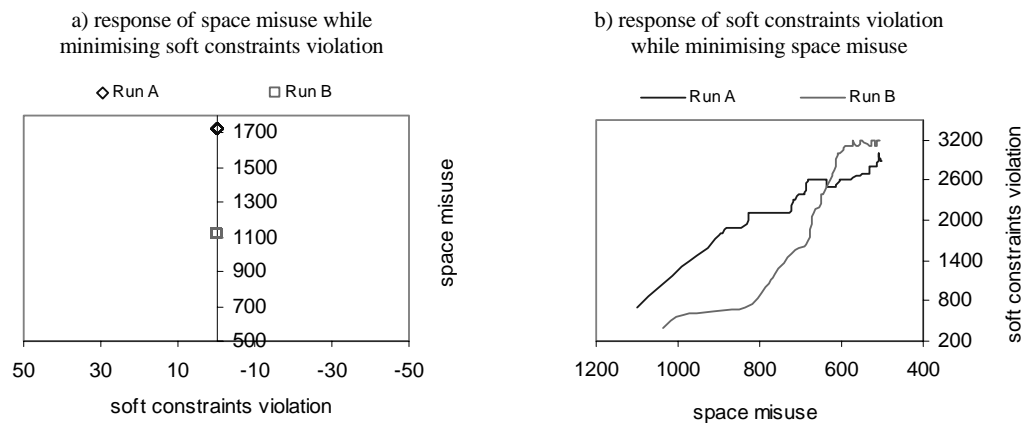 a) response of space misuse while
minimising soft constraints violation
Run A
Run B
1700
1500
1300
1100
900
700
500
space misuse
50
30
10
-10
-30
-50
soft constraints violation
b) response of soft constraints violation
while minimising space misuse
Run A
Run B
3200
2600
2000
1400
800
200
soft constraints violation
1200
1000
800
600
400
space misuse